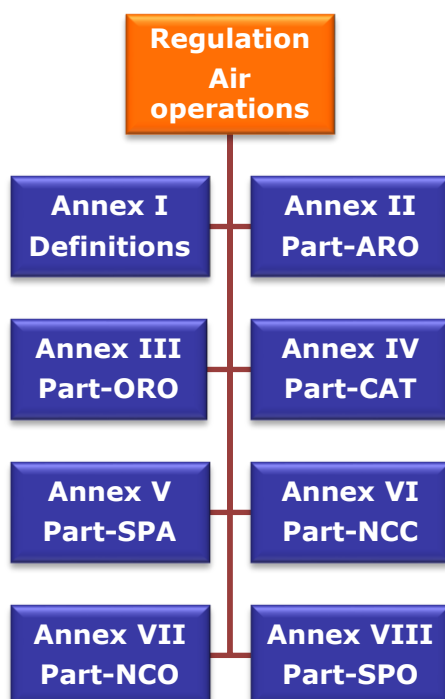 Regulation
Air
operations
Annex I
Definitions
Annex II
Part-ARO
Annex III
Part-ORO
Annex IV
Part-CAT
Annex V
Part-SPA
Annex VI
Part-NCC
Annex VII
Part-NCO
Annex VIII
Part-SPO